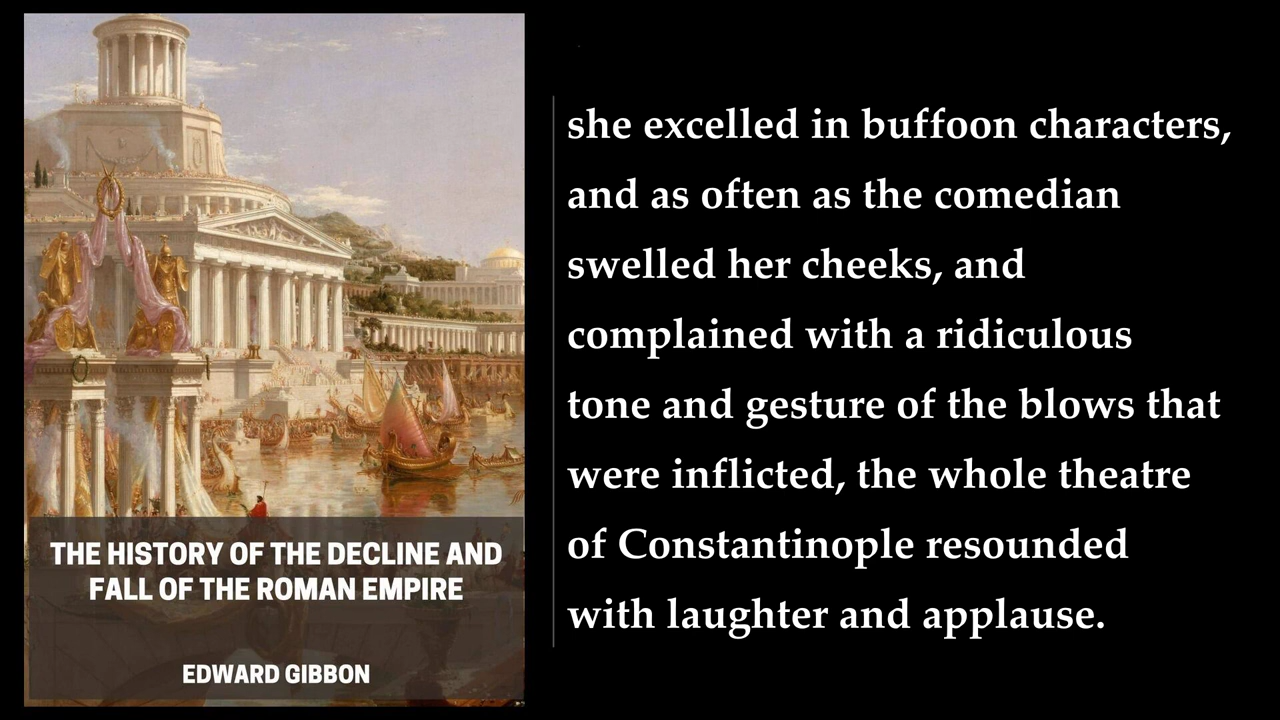 she excelled in buffoon characters,
and as often as the comedian
swelled her cheeks, and
complained with a ridiculous
tone and gesture of the blows that
were inflicted, the whole theatre
of Constantinople resounded
with laughter and applause.
THE HISTORY OF THE DECLINE AND
FALL OF THE ROMAN EMPIRE
EDWARD GIBBON